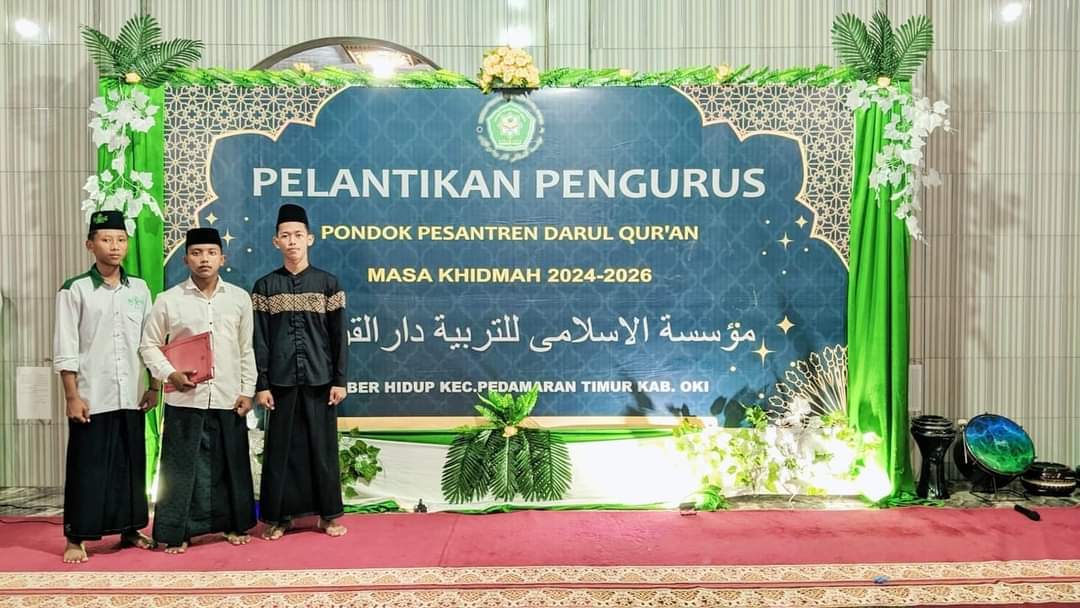 PELANTIKAN PENGURUS
PONDOK PESANTREN DARUL QUR'AN
MASA KHIDMAH 2024-2026
مؤسسة الاسلامى للتربية دار
BER HIDUP KEC.PEDAMARAN TIMUR KAB. OKI